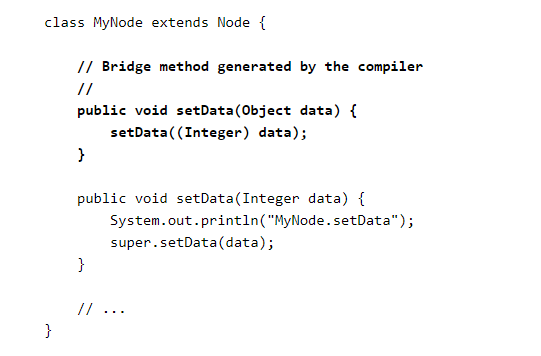 class MyNode extends Node {
// Bridge method generated by the compiler
//
public void setData(Object data) {
setData((Integer) data);
}
public void setData(Integer data) {
System.out.println("MyNode.setData");
super.setData(data);
}
// ...
}